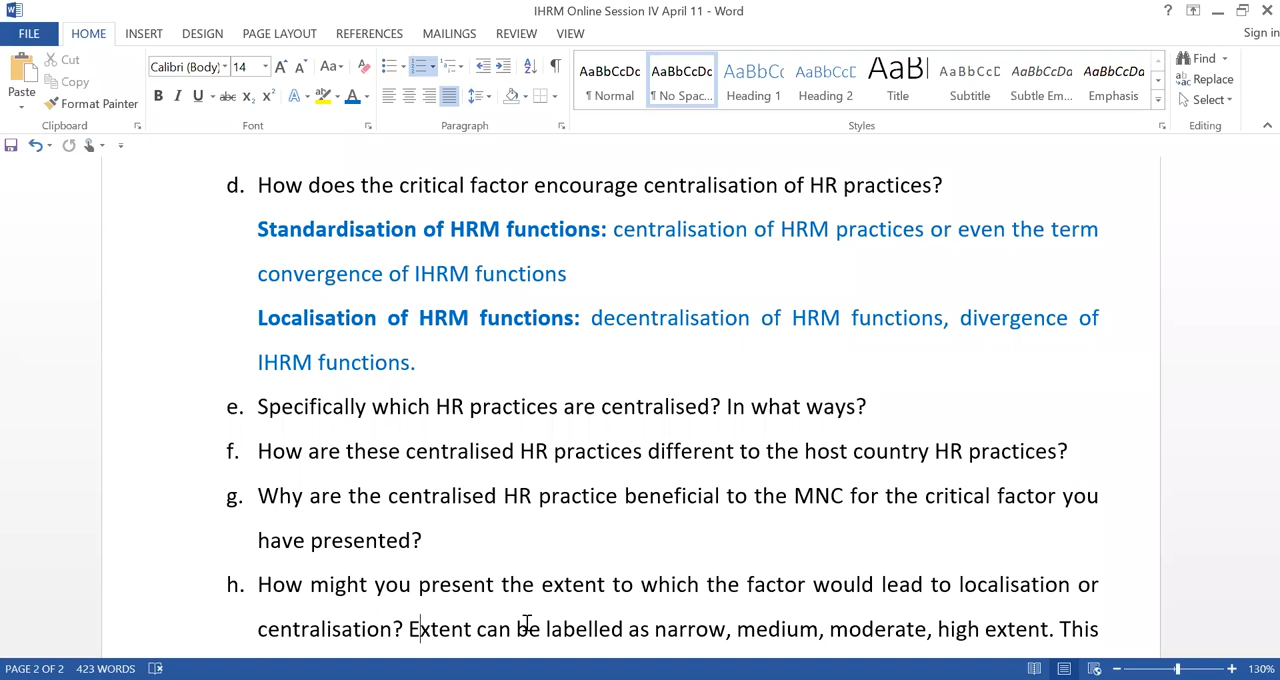 IHRM Online Session IV April 11 - Word
Sign in
FILE HOME INSERT DESIGN PAGE LAYOUT REFERENCES MAILINGS REVIEW VIEW
Paste
Cut
Copy
Format Painter
Calibri (Body) 14
AaBbCcDc AaBbCcDc AaBbCc AaBbCcD AaBbI AaBbCcD AaBbCcDa AaBbCcDa
¶ Normal ¶ No Spac... Heading 1 Heading 2 Title Subtitle Subtle Em... Emphasis
Find
Replace
Select
Clipboard Font Paragraph Styles Editing
d. How does the critical factor encourage centralisation of HR practices?
Standardisation of HRM functions: centralisation of HRM practices or even the term
convergence of IHRM functions
Localisation of HRM functions: decentralisation of HRM functions, divergence of
IHRM functions.
e. Specifically which HR practices are centralised? In what ways?
f. How are these centralised HR practices different to the host country HR practices?
g. Why are the centralised HR practice beneficial to the MNC for the critical factor you
have presented?
h. How might you present the extent to which the factor would lead to localisation or
centralisation? Extent can be labelled as narrow, medium, moderate, high extent. This
PAGE 2 OF 2 423 WORDS 130%